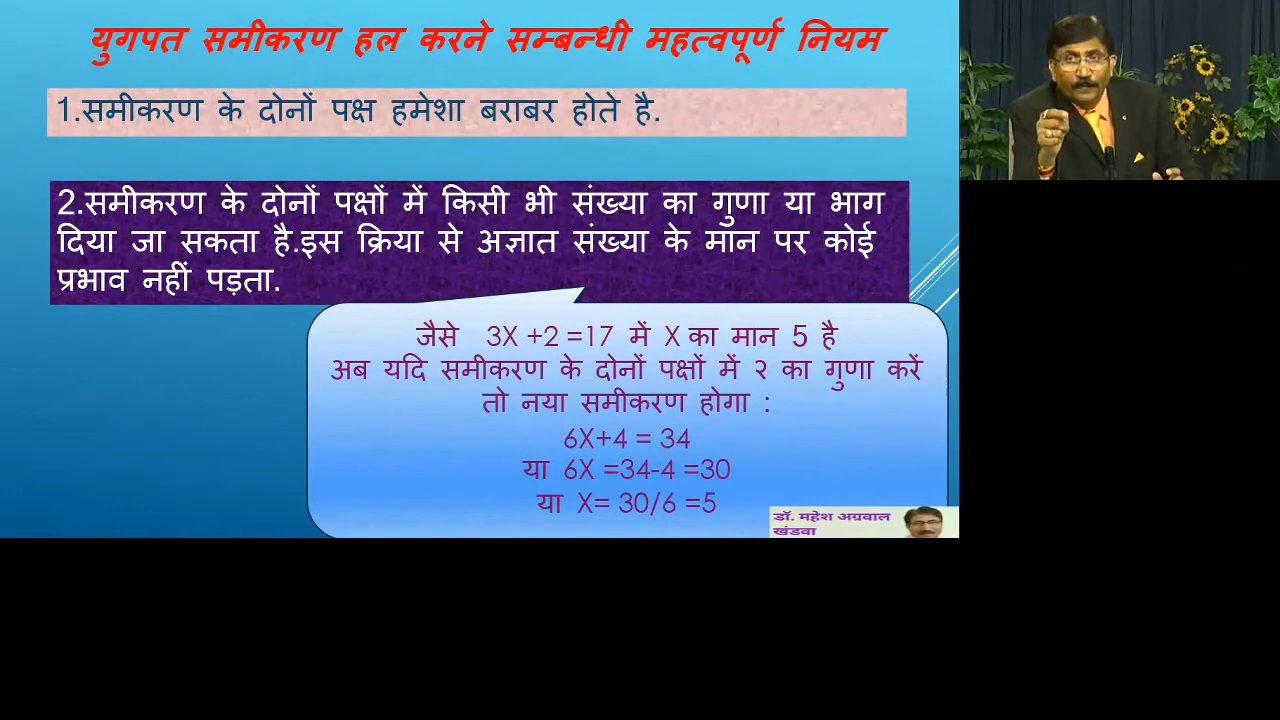 युगपत समीकरण हल करने सम्बन्धी महत्वपूर्ण नियम
1.समीकरण के दोनों पक्ष हमेशा बराबर होते है.
2.समीकरण के दोनों पक्षों में किसी भी संख्या का गुणा या भाग
दिया जा सकता है.इस क्रिया से अज्ञात संख्या के मान पर कोई
प्रभाव नहीं पड़ता.
जैसे 3X +2 =17 में X का मान 5 है
अब यदि समीकरण के दोनों पक्षों में २ का गुणा करें
तो नया समीकरण होगा :
6X+4 = 34
या 6X =34-4 =30
या X= 30/6 =5
डॉ. महेश अग्रवाल
खंडवा